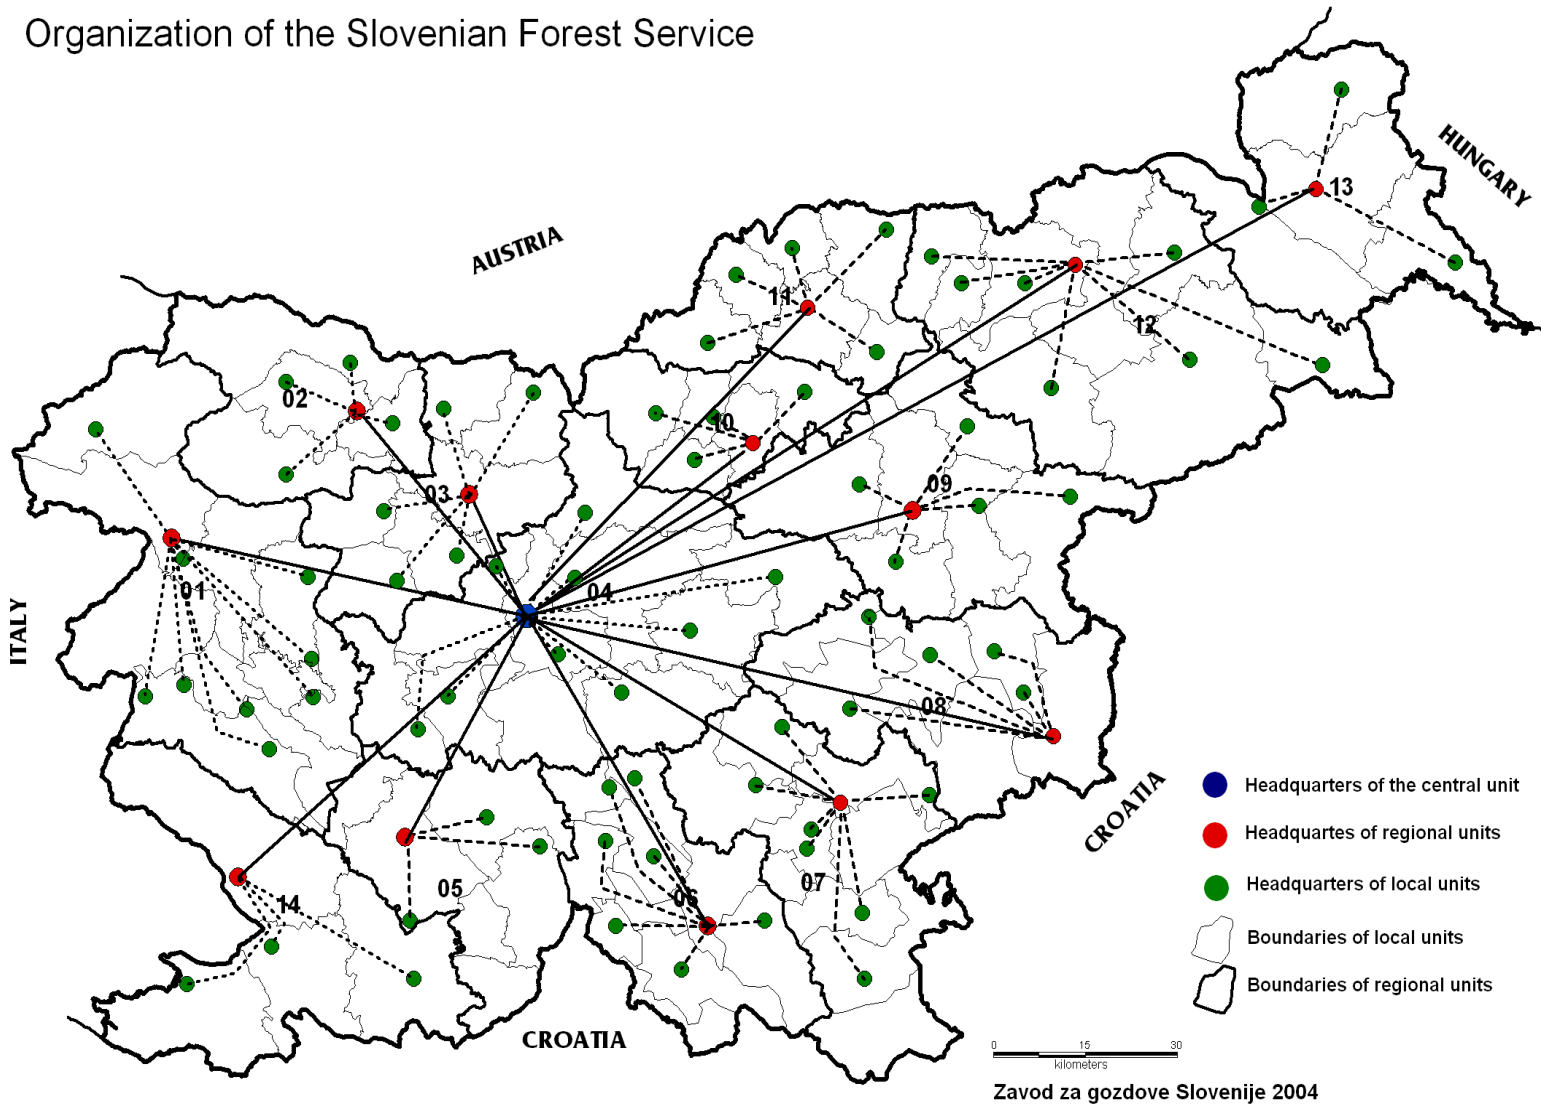 Organization of the Slovenian Forest Service
HUNGARY
AUSTRIA
13
11
12
02
10
03
09
01
04
ITALY
08
CROATIA
07
05
06
14
CROATIA
Headquarters of the central unit
Headquartes of regional units
Headquarters of local units
Boundaries of local units
Boundaries of regional units
0 15 30
kilometers
Zavod za gozdove Slovenije 2004